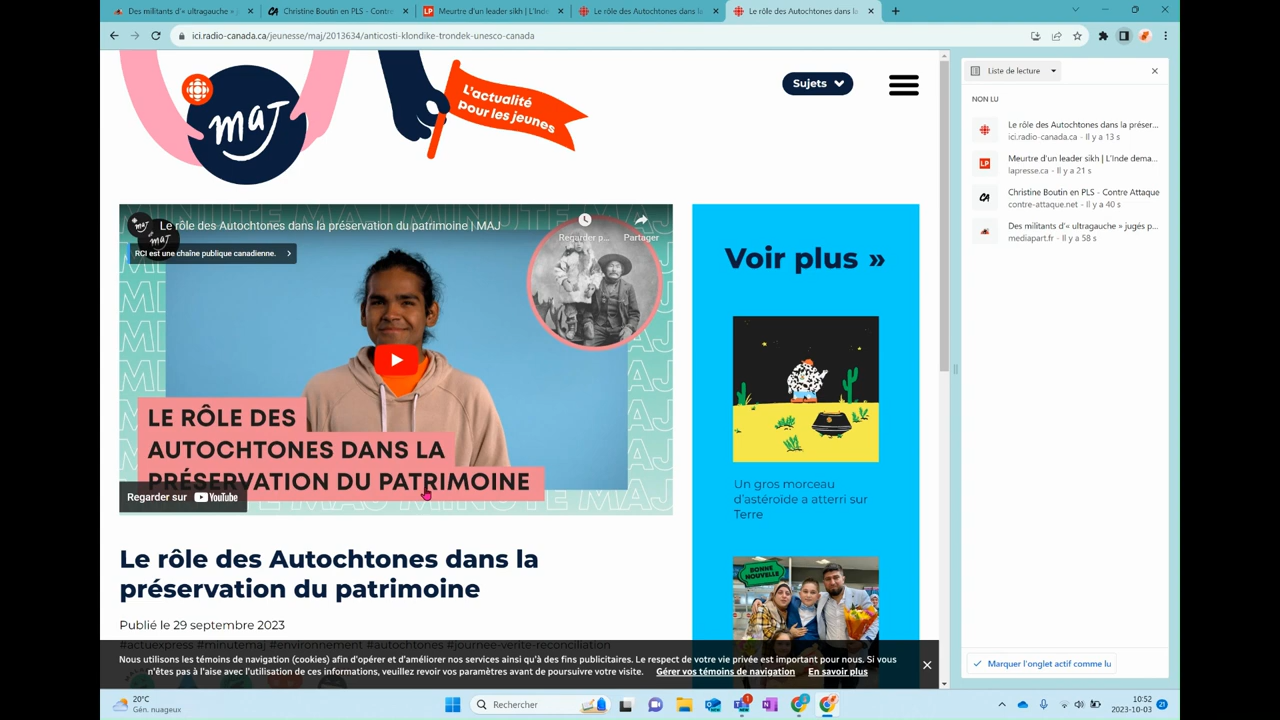 Des militants d'« ultragauche »
Christine Boutin en PLS - Contr
Meurtre d'un leader sikh | L'Inde
Le rôle des Autochtones dans la
Le rôle des Autochtones dans la
ici.radio-canada.ca/jeunesse/maj/2013634/anticosti-klondike-trondek-unesco-canada
maj
L'actualité
pour les jeunes
Sujets
Liste de lecture
NON LU
Le rôle des Autochtones dans la préser...
ici.radio-canada.ca - Il y a 13 s
Meurtre d'un leader sikh | L'Inde dema...
lapresse.ca - Il y a 21 s
Christine Boutin en PLS - Contre Attaque
contre-attaque.net - Il y a 40 s
Des militants d'« ultragauche » jugés p...
mediapart.fr - Il y a 58 s
Le rôle des Autochtones dans la préservation du patrimoine | MAJ
Regarder p...
Partager
RCI est une chaîne publique canadienne.
LE RÔLE DES
AUTOCHTONES DANS LA
PRÉSERVATION DU PATRIMOINE
Regarder sur YouTube
Voir plus »
Un gros morceau
d'astéroïde a atterri sur
Terre
BONNE
NOUVELLE
Le rôle des Autochtones dans la
préservation du patrimoine
Publié le 29 septembre 2023
#actuexpress #minutemaj #environnement #autochtones #journee-verite-reconciliation
Nous utilisons les témoins de navigation (cookies) afin d'opérer et d'améliorer nos services ainsi qu'à des fins publicitaires. Le respect de votre vie privée est important pour nous. Si vous
n'êtes pas à l'aise avec l'utilisation de ces informations, veuillez revoir vos paramètres avant de poursuivre votre visite. Gérer vos témoins de navigation En savoir plus
Marquer l'onglet actif comme lu
20°C
Gén. nuageux
Rechercher
10:52
2023-10-03